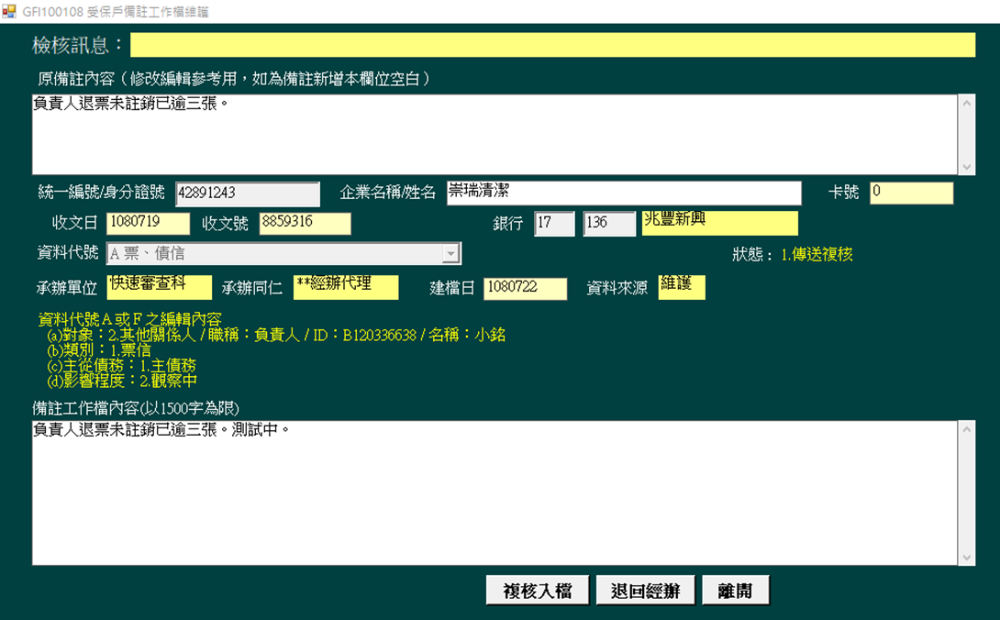 GFI100108 受保戶備註工作檔維護
檢核訊息：
原備註內容（修改編輯參考用，如為備註新增本欄位空白）
負責人退票未註銷已逾三張。
統一編號/身分證號 42891243 企業名稱/姓名 崇瑞清潔 卡號 0
收文日 1080719 收文號 8859316 銀行 17 136 兆豐新興
資料代號 A 票、債信 狀態： 1.傳送複核
承辦單位 快速審查科 承辦同仁 **經辦代理 建檔日 1080722 資料來源 維護
資料代號A或F之編輯內容
(a)對象：2.其他關係人 / 職稱：負責人 / ID：B120336638 / 名稱：小銘
(b)類別：1.票信
(c)主從債務：1.主債務
(d)影響程度：2.觀察中
備註工作檔內容(以1500字為限)
負責人退票未註銷已逾三張。測試中。
複核入檔 退回經辦 離開